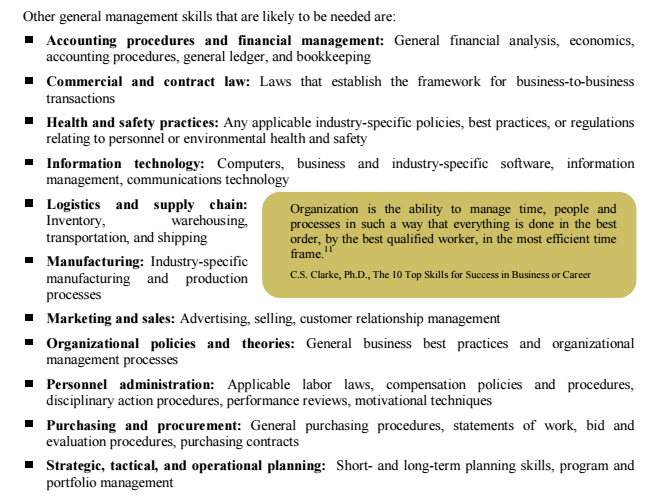 Other general management skills that are likely to be needed are:
■ Accounting procedures and financial management: General financial analysis, economics,
accounting procedures, general ledger, and bookkeeping
■ Commercial and contract law: Laws that establish the framework for business-to-business
transactions
■ Health and safety practices: Any applicable industry-specific policies, best practices, or regulations
relating to personnel or environmental health and safety
■ Information technology: Computers, business and industry-specific software, information
management, communications technology
■ Logistics and supply chain:
Inventory, warehousing,
transportation, and shipping
■ Manufacturing: Industry-specific
manufacturing and production
processes
Organization is the ability to manage time, people and
processes in such a way that everything is done in the best
order, by the best qualified worker, in the most efficient time
frame.11
C.S. Clarke, Ph.D., The 10 Top Skills for Success in Business or Career
■ Marketing and sales: Advertising, selling, customer relationship management
■ Organizational policies and theories: General business best practices and organizational
management processes
■ Personnel administration: Applicable labor laws, compensation policies and procedures,
disciplinary action procedures, performance reviews, motivational techniques
■ Purchasing and procurement: General purchasing procedures, statements of work, bid and
evaluation procedures, purchasing contracts
■ Strategic, tactical, and operational planning: Short- and long-term planning skills, program and
portfolio management